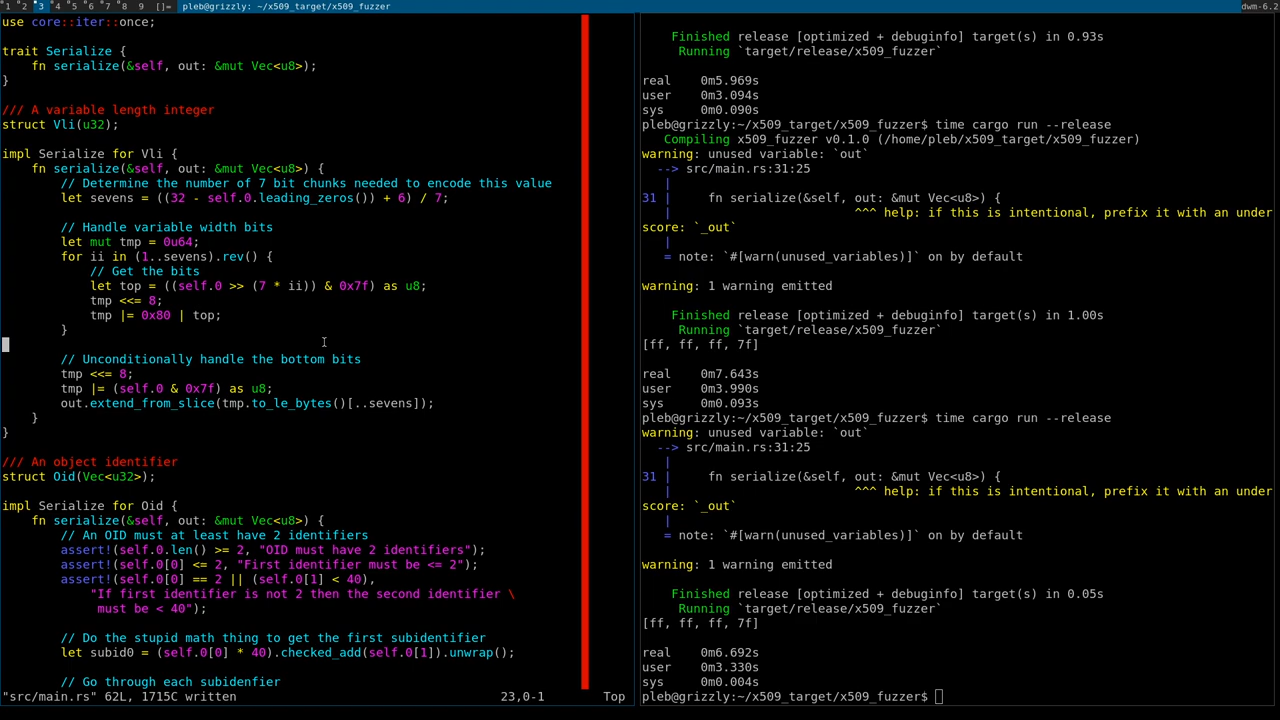 1 2 3 4 5 6 7 8 9 []= pleb@grizzly: ~/x509_target/x509_fuzzer dwm-6.2
use core::iter::once;
trait Serialize {
    fn serialize(&self, out: &mut Vec<u8>);
}
/// A variable length integer
struct Vli(u32);
impl Serialize for Vli {
    fn serialize(&self, out: &mut Vec<u8>) {
        // Determine the number of 7 bit chunks needed to encode this value
        let sevens = ((32 - self.0.leading_zeros()) + 6) / 7;
        // Handle variable width bits
        let mut tmp = 0u64;
        for ii in (1..sevens).rev() {
            // Get the bits
            let top = ((self.0 >> (7 * ii)) & 0x7f) as u8;
            tmp <<= 8;
            tmp |= 0x80 | top;
        }
        // Unconditionally handle the bottom bits
        tmp <<= 8;
        tmp |= (self.0 & 0x7f) as u8;
        out.extend_from_slice(tmp.to_le_bytes()[..sevens]);
    }
}
/// An object identifier
struct Oid(Vec<u32>);
impl Serialize for Oid {
    fn serialize(&self, out: &mut Vec<u8>) {
        // An OID must at least have 2 identifiers
        assert!(self.0.len() >= 2, "OID must have 2 identifiers");
        assert!(self.0[0] <= 2, "First identifier must be <= 2");
        assert!(self.0[0] == 2 || (self.0[1] < 40),
            "If first identifier is not 2 then the second identifier \
             must be < 40");
        // Do the stupid math thing to get the first subidentifier
        let subid0 = (self.0[0] * 40).checked_add(self.0[1]).unwrap();
        // Go through each subidenfier
"src/main.rs" 62L, 1715C written 23,0-1 Top
    Finished release [optimized + debuginfo] target(s) in 0.93s
     Running `target/release/x509_fuzzer`
real    0m5.969s
user    0m3.094s
sys     0m0.090s
pleb@grizzly:~/x509_target/x509_fuzzer$ time cargo run --release
   Compiling x509_fuzzer v0.1.0 (/home/pleb/x509_target/x509_fuzzer)
warning: unused variable: `out`
  --> src/main.rs:31:25
   |
31 |     fn serialize(&self, out: &mut Vec<u8>) {
   |                         ^^^ help: if this is intentional, prefix it with an under
score: `_out`
   |
   = note: `#[warn(unused_variables)]` on by default
warning: 1 warning emitted
    Finished release [optimized + debuginfo] target(s) in 1.00s
     Running `target/release/x509_fuzzer`
[ff, ff, ff, 7f]
real    0m7.643s
user    0m3.990s
sys     0m0.093s
pleb@grizzly:~/x509_target/x509_fuzzer$ time cargo run --release
warning: unused variable: `out`
  --> src/main.rs:31:25
   |
31 |     fn serialize(&self, out: &mut Vec<u8>) {
   |                         ^^^ help: if this is intentional, prefix it with an under
score: `_out`
   |
   = note: `#[warn(unused_variables)]` on by default
warning: 1 warning emitted
    Finished release [optimized + debuginfo] target(s) in 0.05s
     Running `target/release/x509_fuzzer`
[ff, ff, ff, 7f]
real    0m6.692s
user    0m3.330s
sys     0m0.004s
pleb@grizzly:~/x509_target/x509_fuzzer$